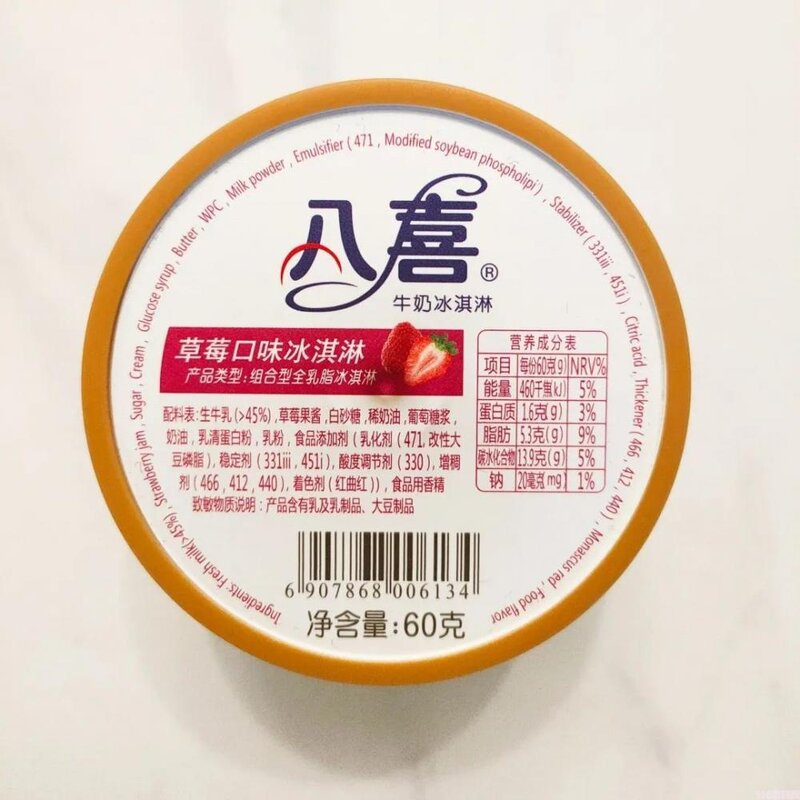 Ingredients: Fresh milk(>45%), Strawberry jam, Sugar, Cream, Glucose syrup, Butter, WPC, Milk powder, Emulsifier (471, Modified soybean phospholipi), Stabilizer (331iii, 451i), Citric acid, Thickener (466, 412, 440), Monascus red, Food flavor
八喜®
牛奶冰淇淋
草莓口味冰淇淋
产品类型:组合型全乳脂冰淇淋
配料表:生牛乳(>45%),草莓果酱,白砂糖,稀奶油,葡萄糖浆,
奶油,乳清蛋白粉,乳粉,食品添加剂(乳化剂(471,改性大
豆磷脂),稳定剂(331iii,451i),酸度调节剂(330),增稠
剂(466,412,440),着色剂(红曲红)),食品用香精
致敏物质说明:产品含有乳及乳制品、大豆制品
营养成分表
项目 每份60克(g) NRV%
能量 460千焦(kJ) 5%
蛋白质 1.6克(g) 3%
脂肪 5.3克(g) 9%
碳水化合物 13.9克(g) 5%
钠 20毫克(mg) 1%
6 907868 006134
净含量:60克